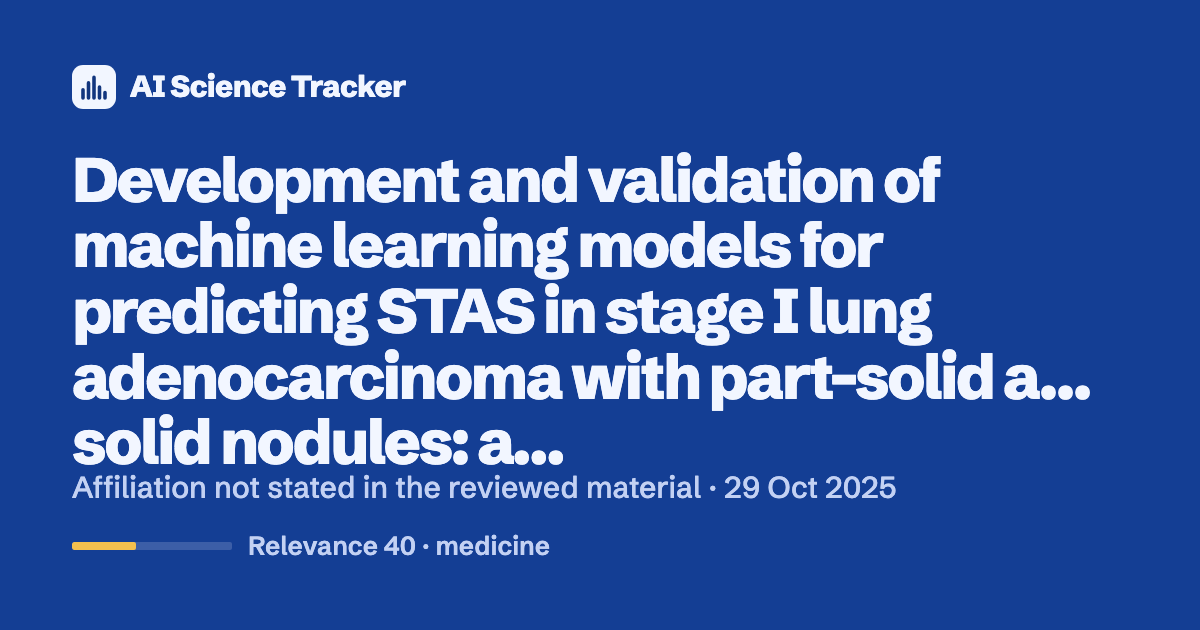 AI Science Tracker
Development and validation of
machine learning models for
predicting STAS in stage I lung
adenocarcinoma with part-solid a...
solid nodules: a...
Affiliation not stated in the reviewed material · 29 Oct 2025
Relevance 40 · medicine